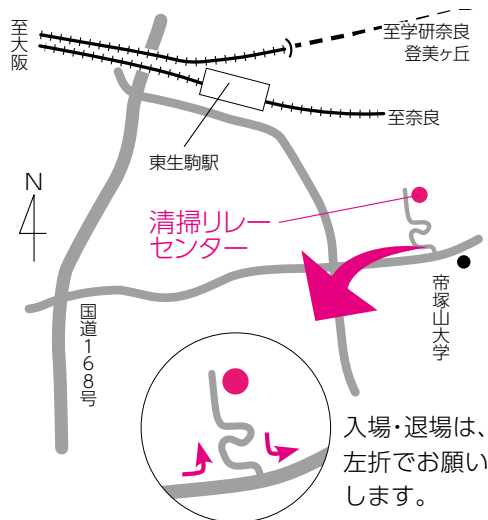 至大阪
至学研奈良
登美ヶ丘
至奈良
東生駒駅
N
清掃リレー
センター
帝塚山大学
国道168号
入場・退場は、
左折でお願い
します。